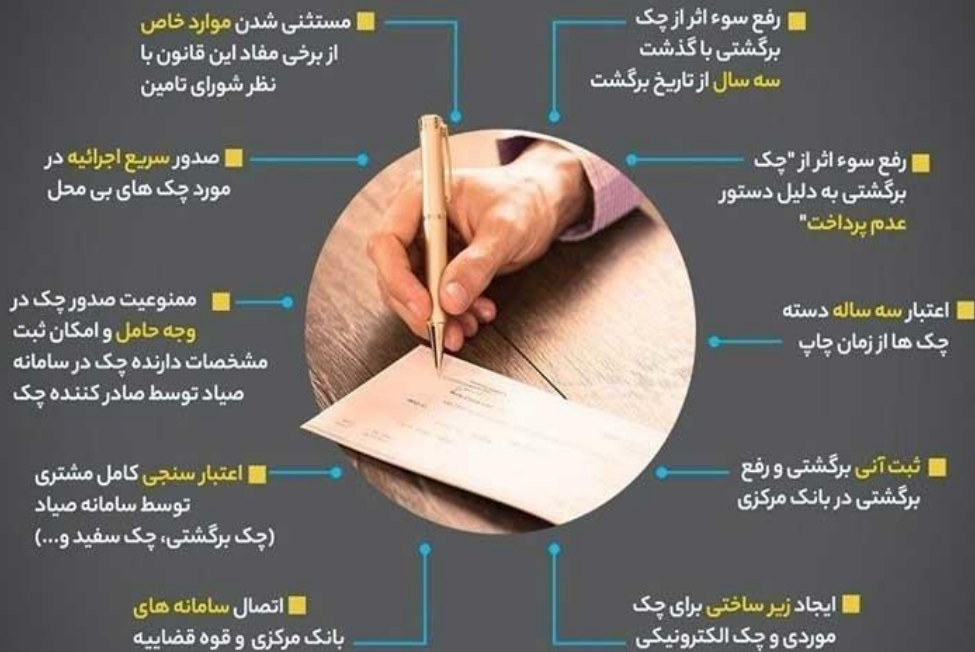 رفع سوء اثر از چک
برگشتی با گذشت
سه سال از تاریخ برگشت
رفع سوء اثر از "چک
برگشتی به دلیل دستور
عدم پرداخت"
اعتبار سه ساله دسته
چک ها از زمان چاپ
ثبت آنی برگشتی و رفع
برگشتی در بانک مرکزی
ایجاد زیر ساختی برای چک
موردی و چک الکترونیکی
مستثنی شدن موارد خاص
از برخی مفاد این قانون با
نظر شورای تامین
صدور سریع اجرائیه در
مورد چک های بی محل
ممنوعیت صدور چک در
وجه حامل و امکان ثبت
مشخصات دارنده چک در سامانه
صیاد توسط صادر کننده چک
اعتبار سنجی کامل مشتری
توسط سامانه صیاد
(چک برگشتی، چک سفید و...)
اتصال سامانه های
بانک مرکزی و قوه قضاییه